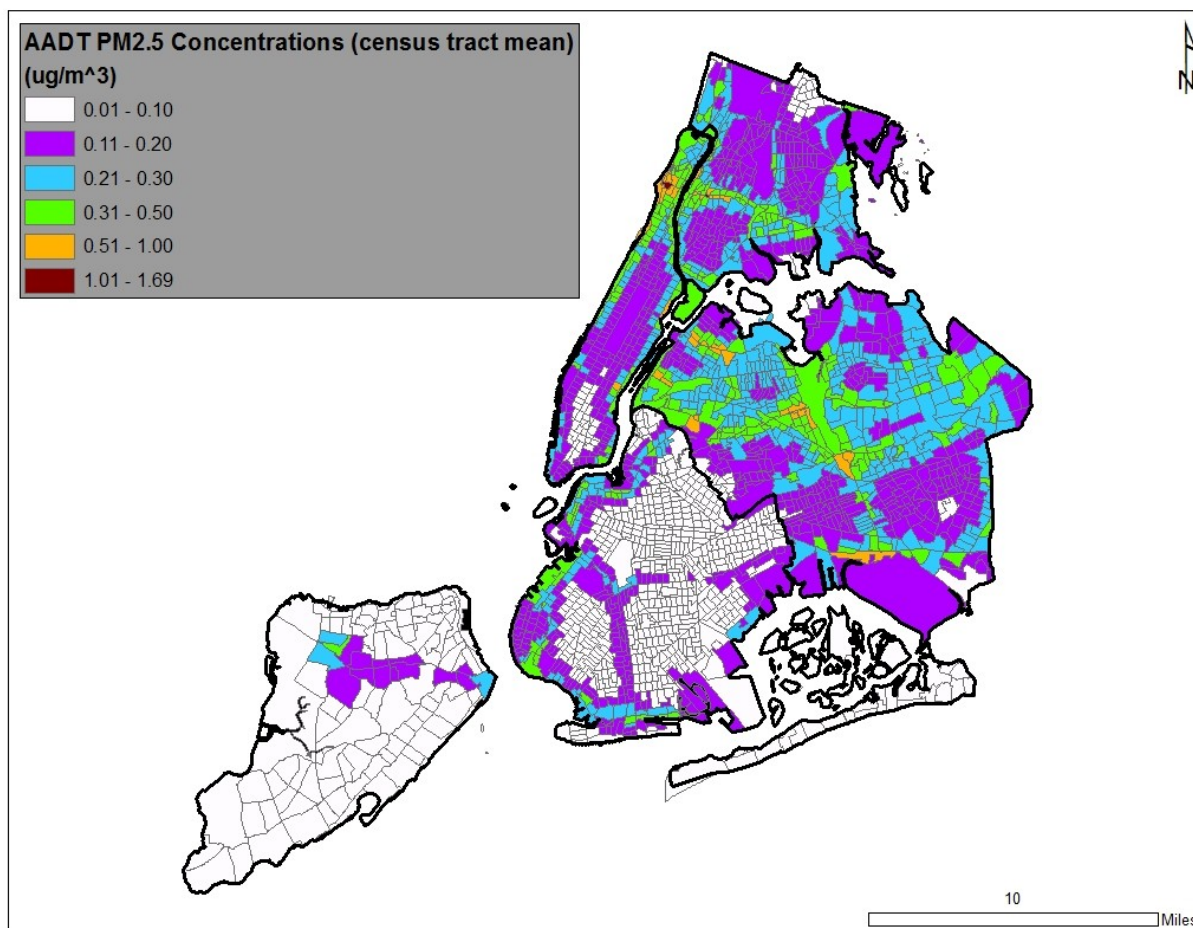 AADT PM2.5 Concentrations (census tract mean)
(ug/m^3)
0.01 - 0.10
0.11 - 0.20
0.21 - 0.30
0.31 - 0.50
0.51 - 1.00
1.01 - 1.69
N
10
Miles